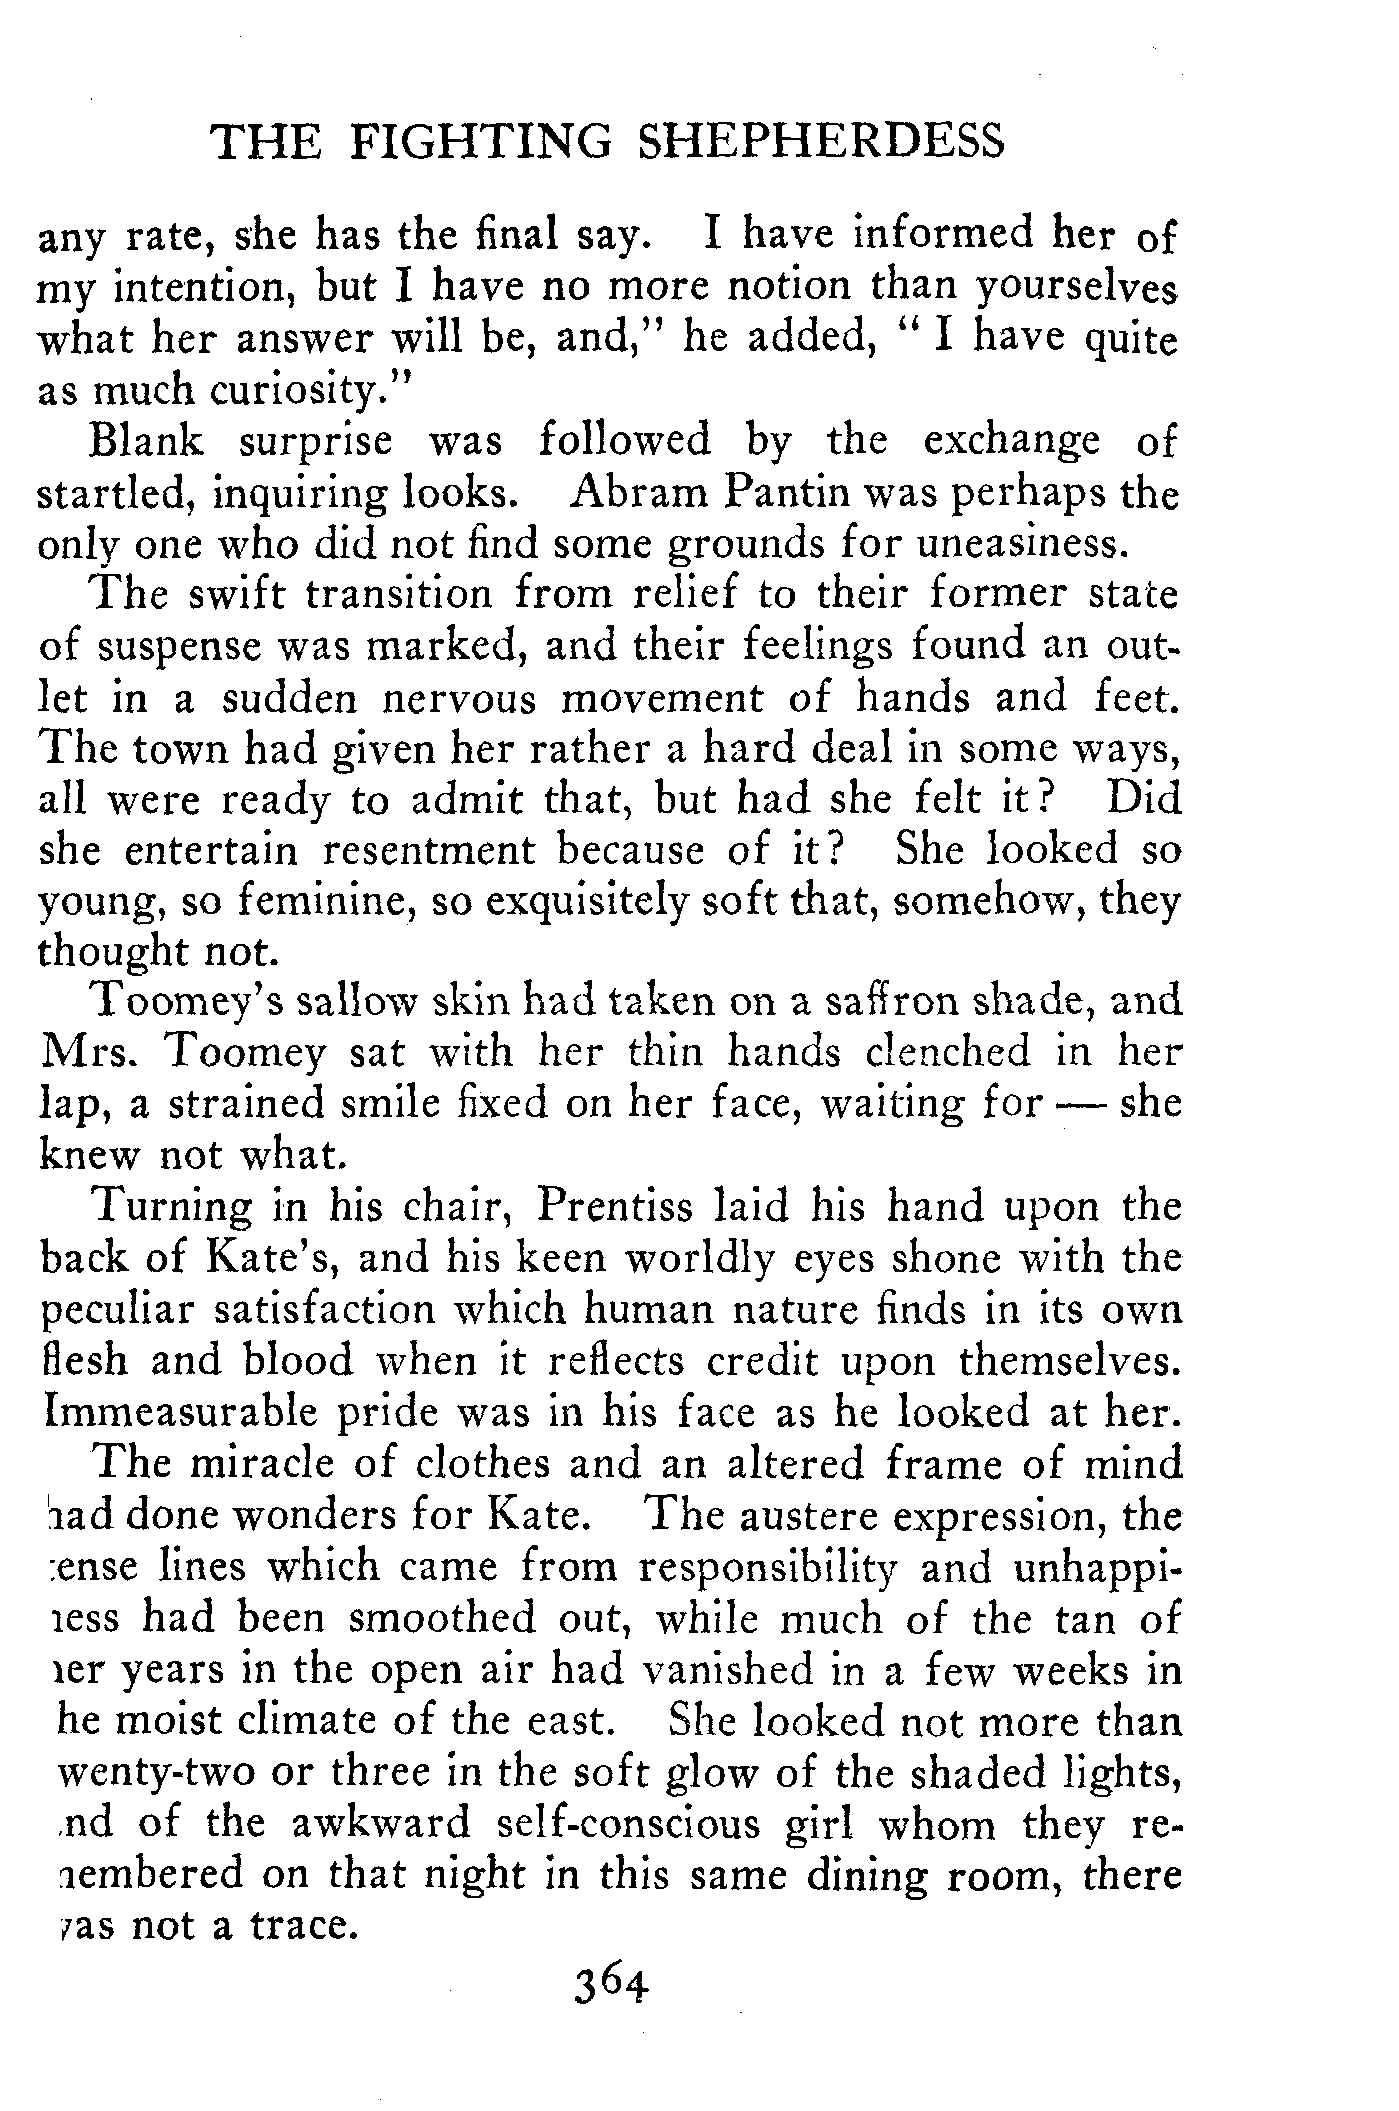 THE FIGHTING SHEPHERDESS
any rate, she has the final say. I have informed her of
my intention, but I have no more notion than yourselves
what her answer will be, and,” he added, “ I have quite
as much curiosity.”
Blank surprise was followed by the exchange of
startled, inquiring looks. Abram Pantin was perhaps the
only one who did not find some grounds for uneasiness.
The swift transition from relief to their former state
of suspense was marked, and their feelings found an out-
let in a sudden nervous movement of hands and feet.
The town had given her rather a hard deal in some ways,
all were ready to admit that, but had she felt it? Did
she entertain resentment because of it? She looked so
young, so feminine, so exquisitely soft that, somehow, they
thought not.
Toomey’s sallow skin had taken on a saffron shade, and
Mrs. Toomey sat with her thin hands clenched in her
lap, a strained smile fixed on her face, waiting for — she
knew not what.
Turning in his chair, Prentiss laid his hand upon the
back of Kate’s, and his keen worldly eyes shone with the
peculiar satisfaction which human nature finds in its own
flesh and blood when it reflects credit upon themselves.
Immeasurable pride was in his face as he looked at her.
The miracle of clothes and an altered frame of mind
had done wonders for Kate. The austere expression, the
tense lines which came from responsibility and unhappi-
ness had been smoothed out, while much of the tan of
her years in the open air had vanished in a few weeks in
he moist climate of the east. She looked not more than
wenty-two or three in the soft glow of the shaded lights,
nd of the awkward self-conscious girl whom they re-
membered on that night in this same dining room, there
was not a trace.
364